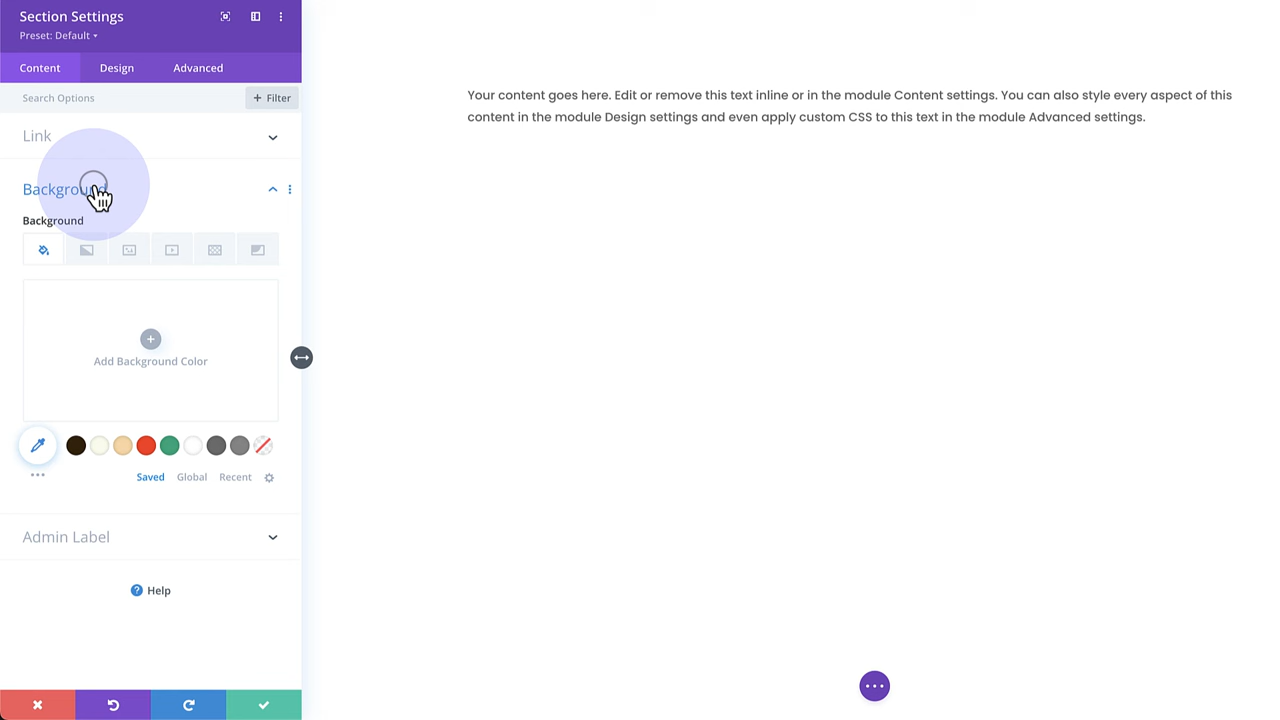 Section Settings
Preset: Default
Content Design Advanced
Search Options
+ Filter
Link
Background
Background
Add Background Color
Saved Global Recent
Admin Label
Help
Your content goes here. Edit or remove this text inline or in the module Content settings. You can also style every aspect of this
content in the module Design settings and even apply custom CSS to this text in the module Advanced settings.